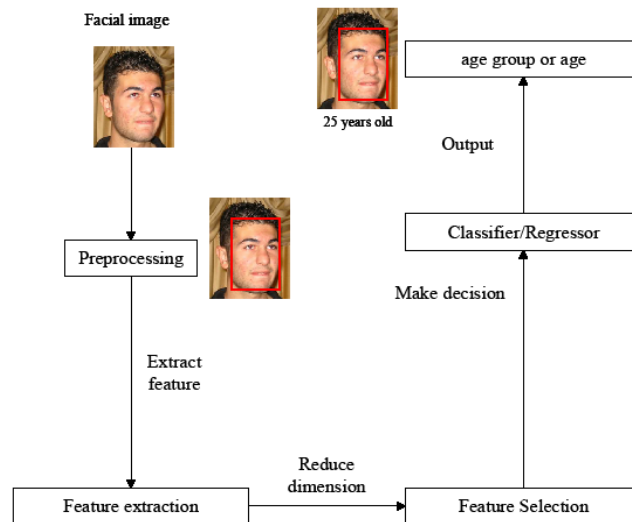 Facial image
25 years old
age group or age
Output
Classifier/Regressor
Preprocessing
Make decision
Extract
feature
Reduce
dimension
Feature extraction
Feature Selection